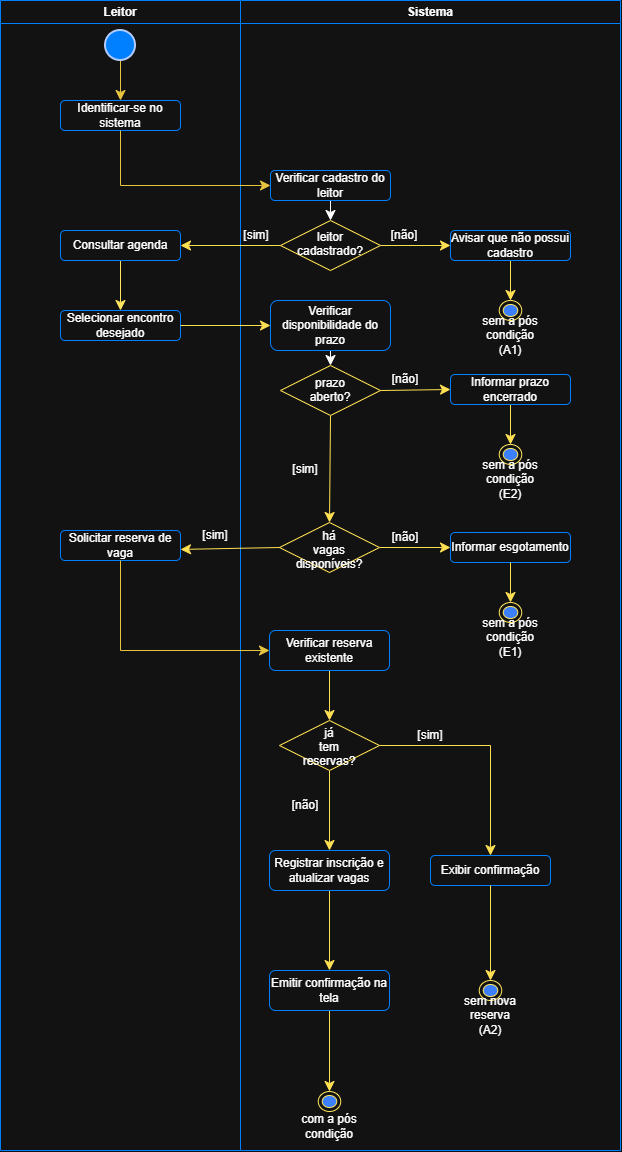 Leitor
Sistema
Identificar-se no
sistema
Verificar cadastro do
leitor
leitor
cadastrado?
[sim]
[não]
Consultar agenda
Avisar que não possui
cadastro
sem a pós
condição
(A1)
Selecionar encontro
desejado
Verificar
disponibilidade do
prazo
prazo
aberto?
[não]
Informar prazo
encerrado
sem a pós
condição
(E2)
[sim]
há
vagas
disponíveis?
[sim]
[não]
Solicitar reserva de
vaga
Informar esgotamento
sem a pós
condição
(E1)
Verificar reserva
existente
já
tem
reservas?
[sim]
[não]
Registrar inscrição e
atualizar vagas
Exibir confirmação
Emitir confirmação na
tela
sem nova
reserva
(A2)
com a pós
condição